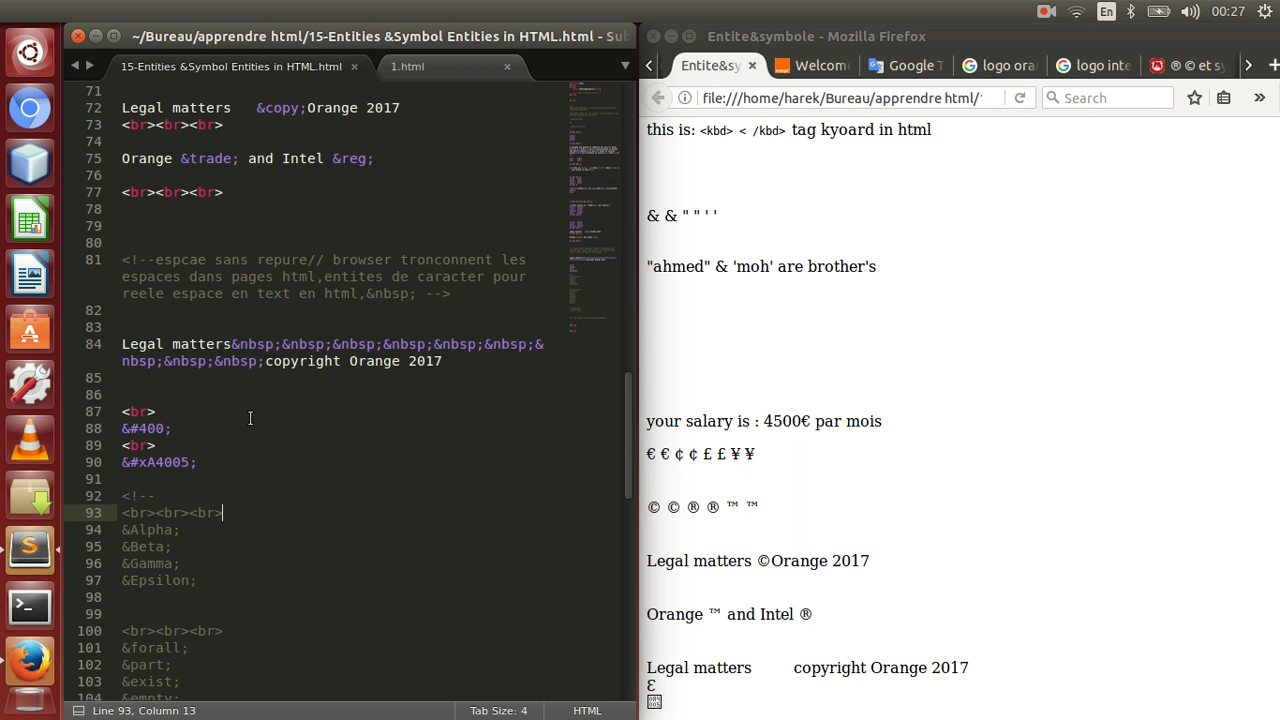 ~/Bureau/apprendre html/15-Entities &Symbol Entities in HTML.html - Sub
Entite&symbole - Mozilla Firefox
En
00:27
15-Entities &Symbol Entities in HTML.html
1.html
Entite&sy
Welcom
Google T
logo ora
logo inte
® © et sy
file:///home/harek/Bureau/apprendre html/
Search
71
72 Legal matters   &copy;Orange 2017
73 <br><br><br>
74
75 Orange &trade; and Intel &reg;
76
77 <br><br><br>
78
79
80
81 <!--espcae sans repure// browser tronconnent les
espaces dans pages html,entites de caracter pour
reele espace en text en html,&nbsp; -->
82
83
84 Legal matters&nbsp;&nbsp;&nbsp;&nbsp;&nbsp;&nbsp;&
nbsp;&nbsp;&nbsp;copyright Orange 2017
85
86
87 <br>
88 &#400;
89 <br>
90 &#xA4005;
91
92 <!--
93 <br><br><br>
94 &Alpha;
95 &Beta;
96 &Gamma;
97 &Epsilon;
98
99
100 <br><br><br>
101 &forall;
102 &part;
103 &exist;
104 &empty;
Line 93, Column 13
Tab Size: 4
HTML
this is: <kbd> < /kbd> tag kyoard in html
& & " " ' '
"ahmed" & 'moh' are brother's
your salary is : 4500€ par mois
€ € ¢ ¢ £ £ ¥ ¥
© © ® ® ™ ™
Legal matters ©Orange 2017
Orange ™ and Intel ®
Legal matters         copyright Orange 2017
Ɛ